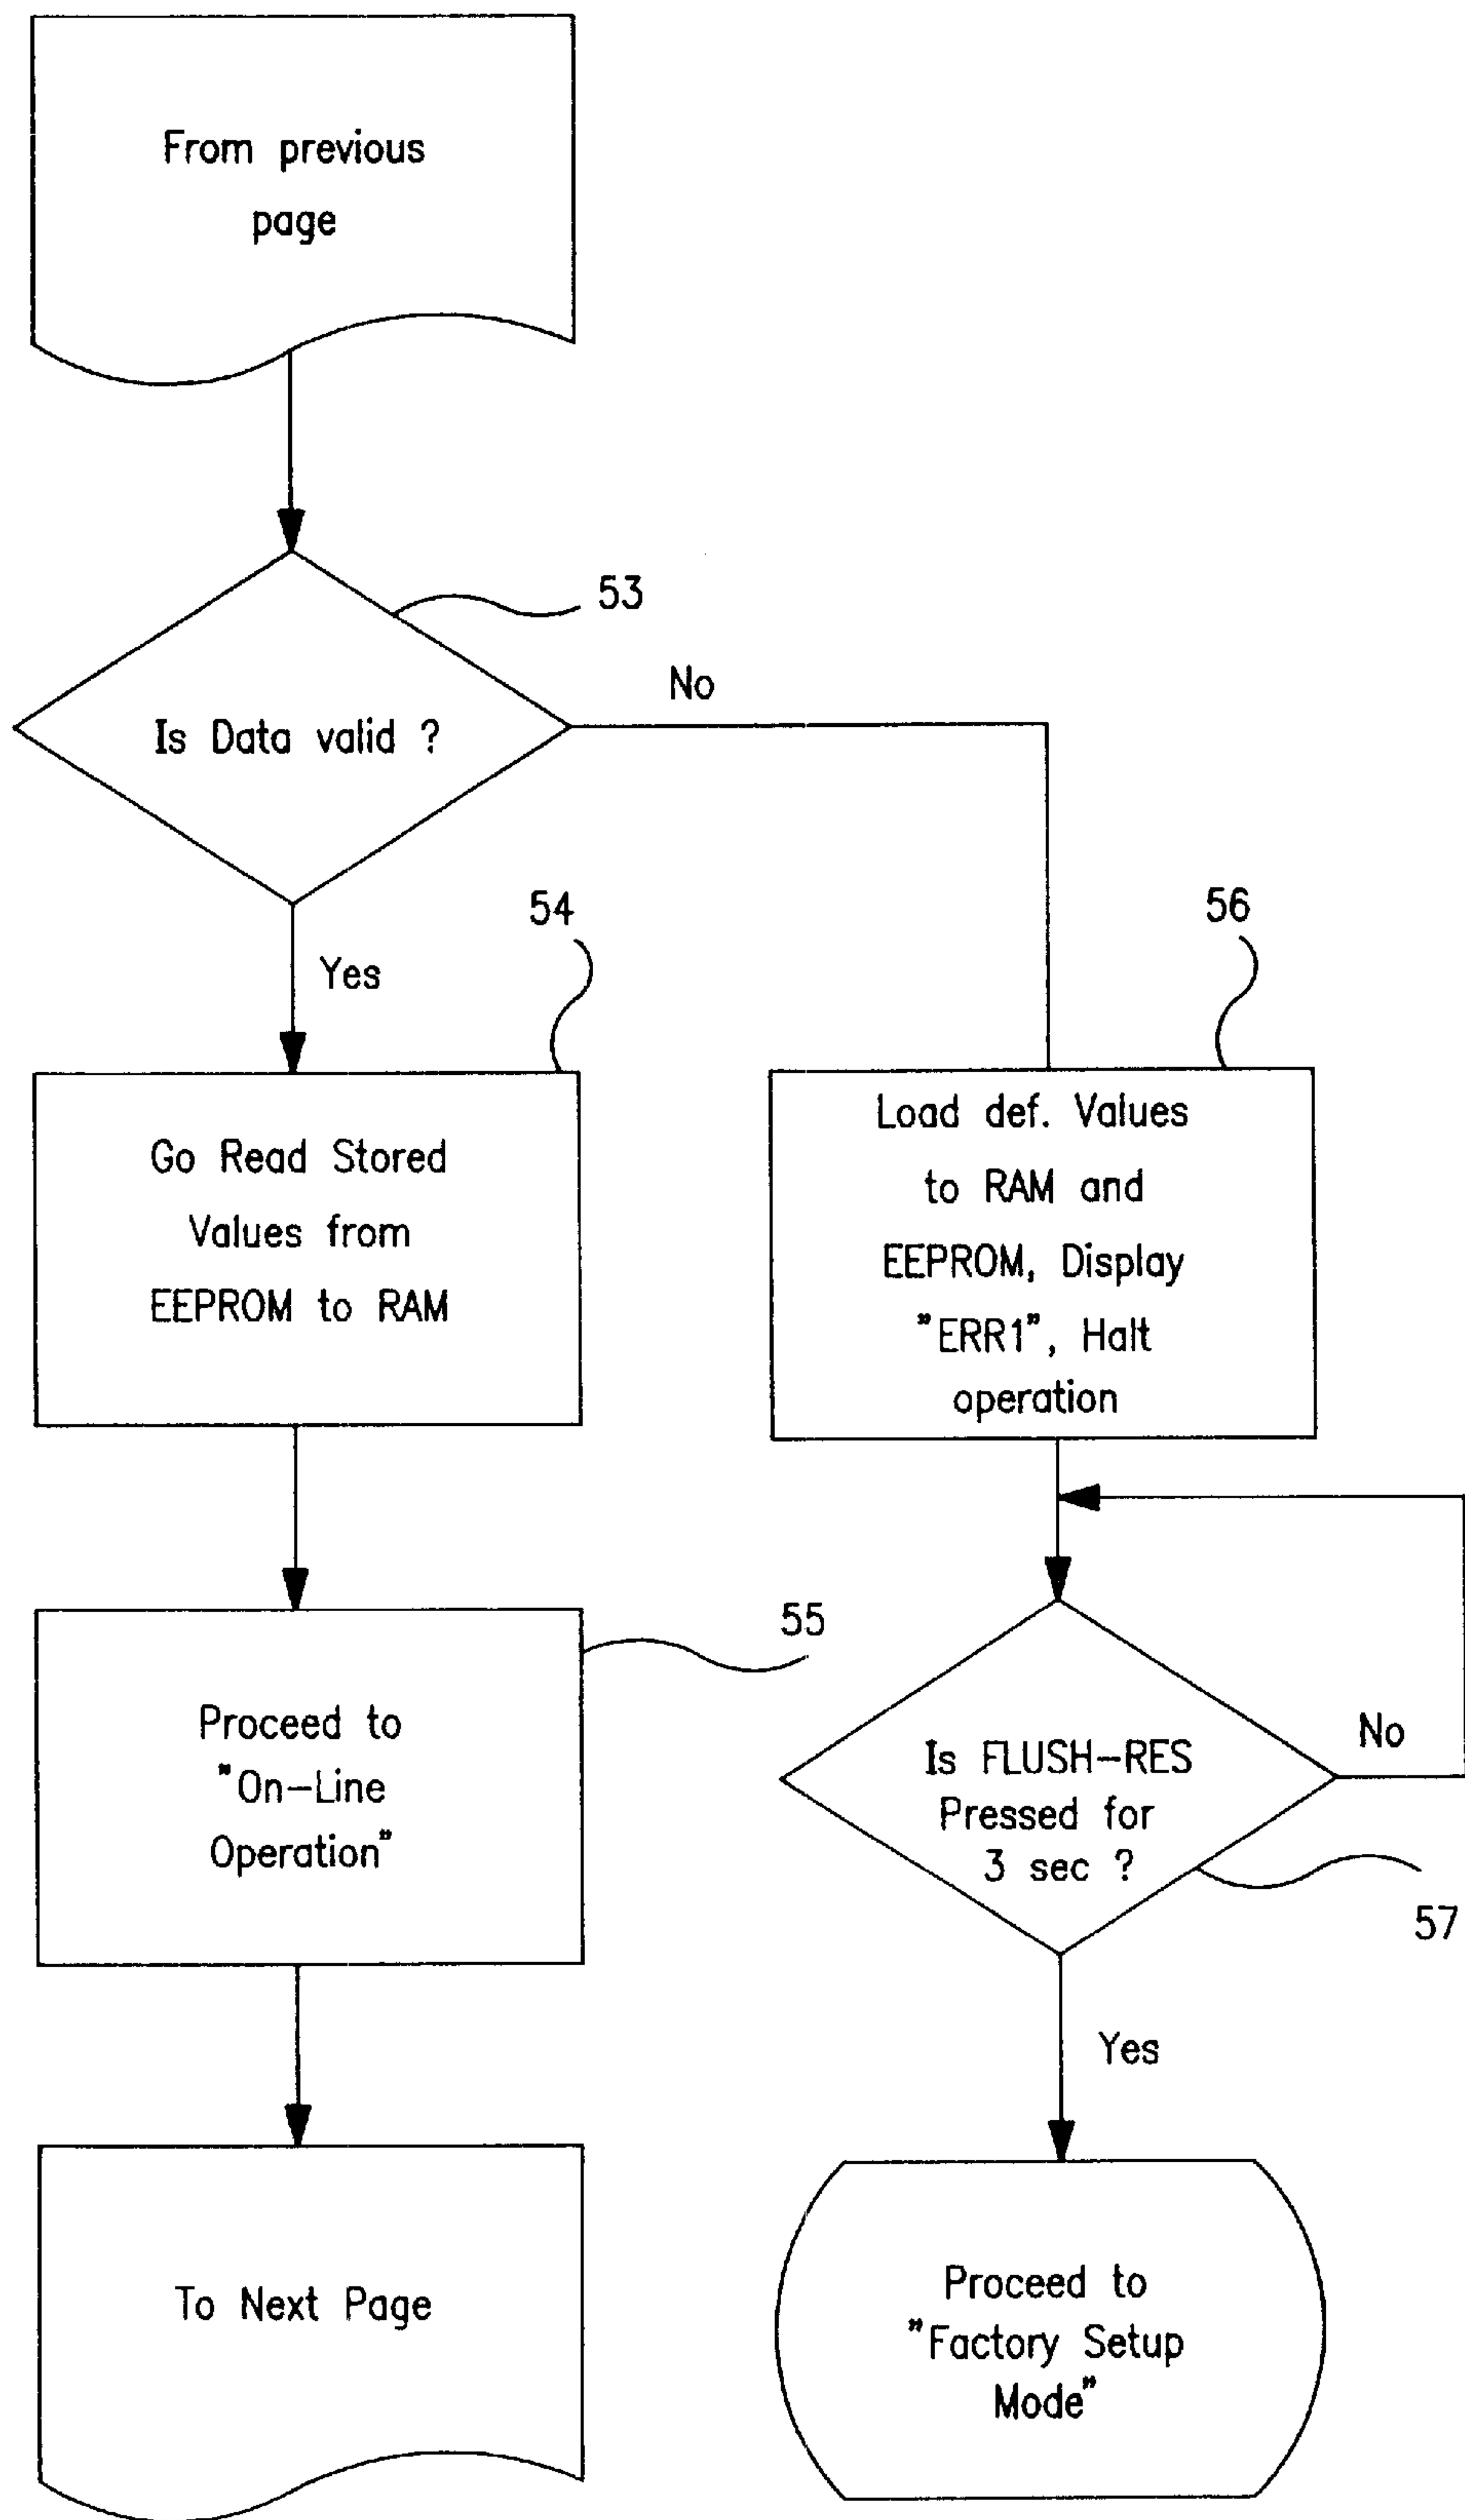 From previous
page
53
No
Is Data valid ?
54
56
Yes
Go Read Stored
Values from
EEPROM to RAM
Load def. Values
to RAM and
EEPROM, Display
"ERR1", Halt
operation
55
Proceed to
"On-Line
Operation"
Is FLUSH-RES
Pressed for
3 sec ?
No
57
Yes
To Next Page
Proceed to
"Factory Setup
Mode"